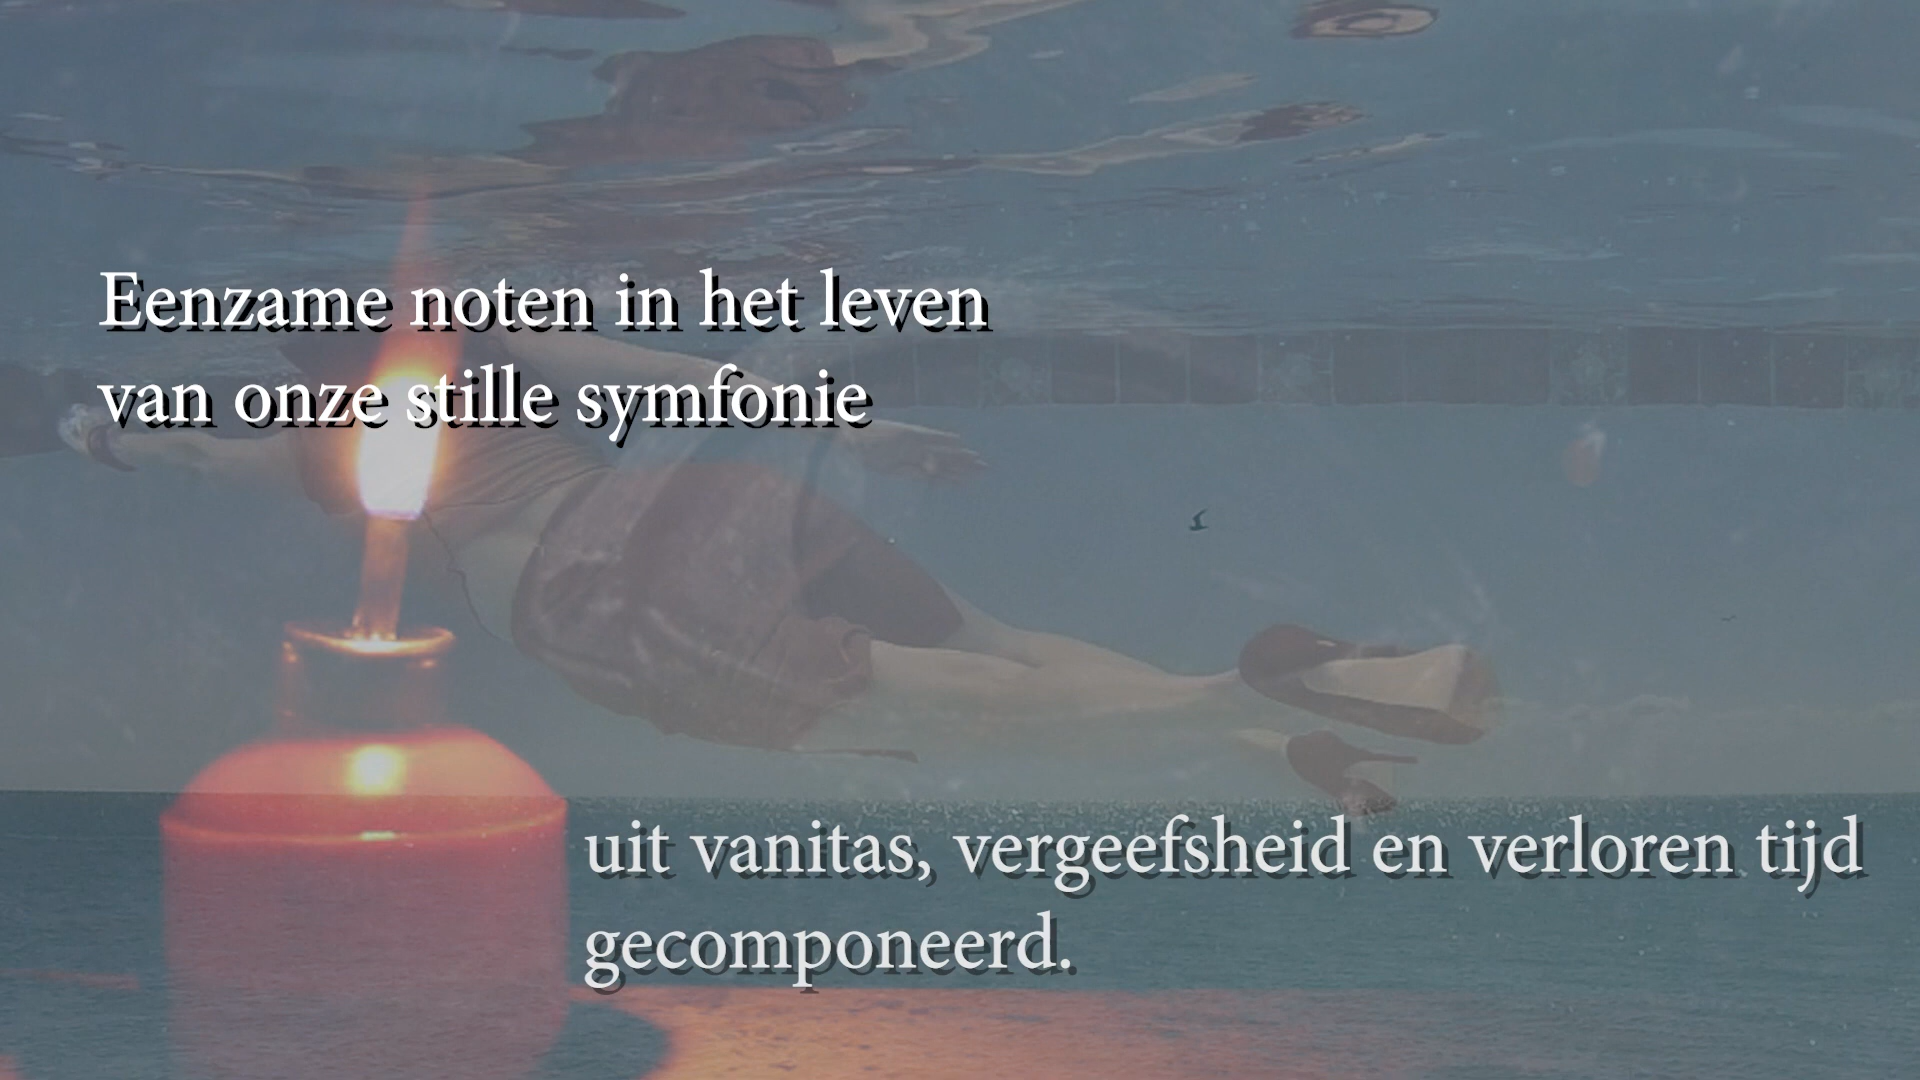 Eenzame noten in het leven
van onze stille symfonie
uit vanitas, vergeefsheid en verloren tijd
gecomponeerd.